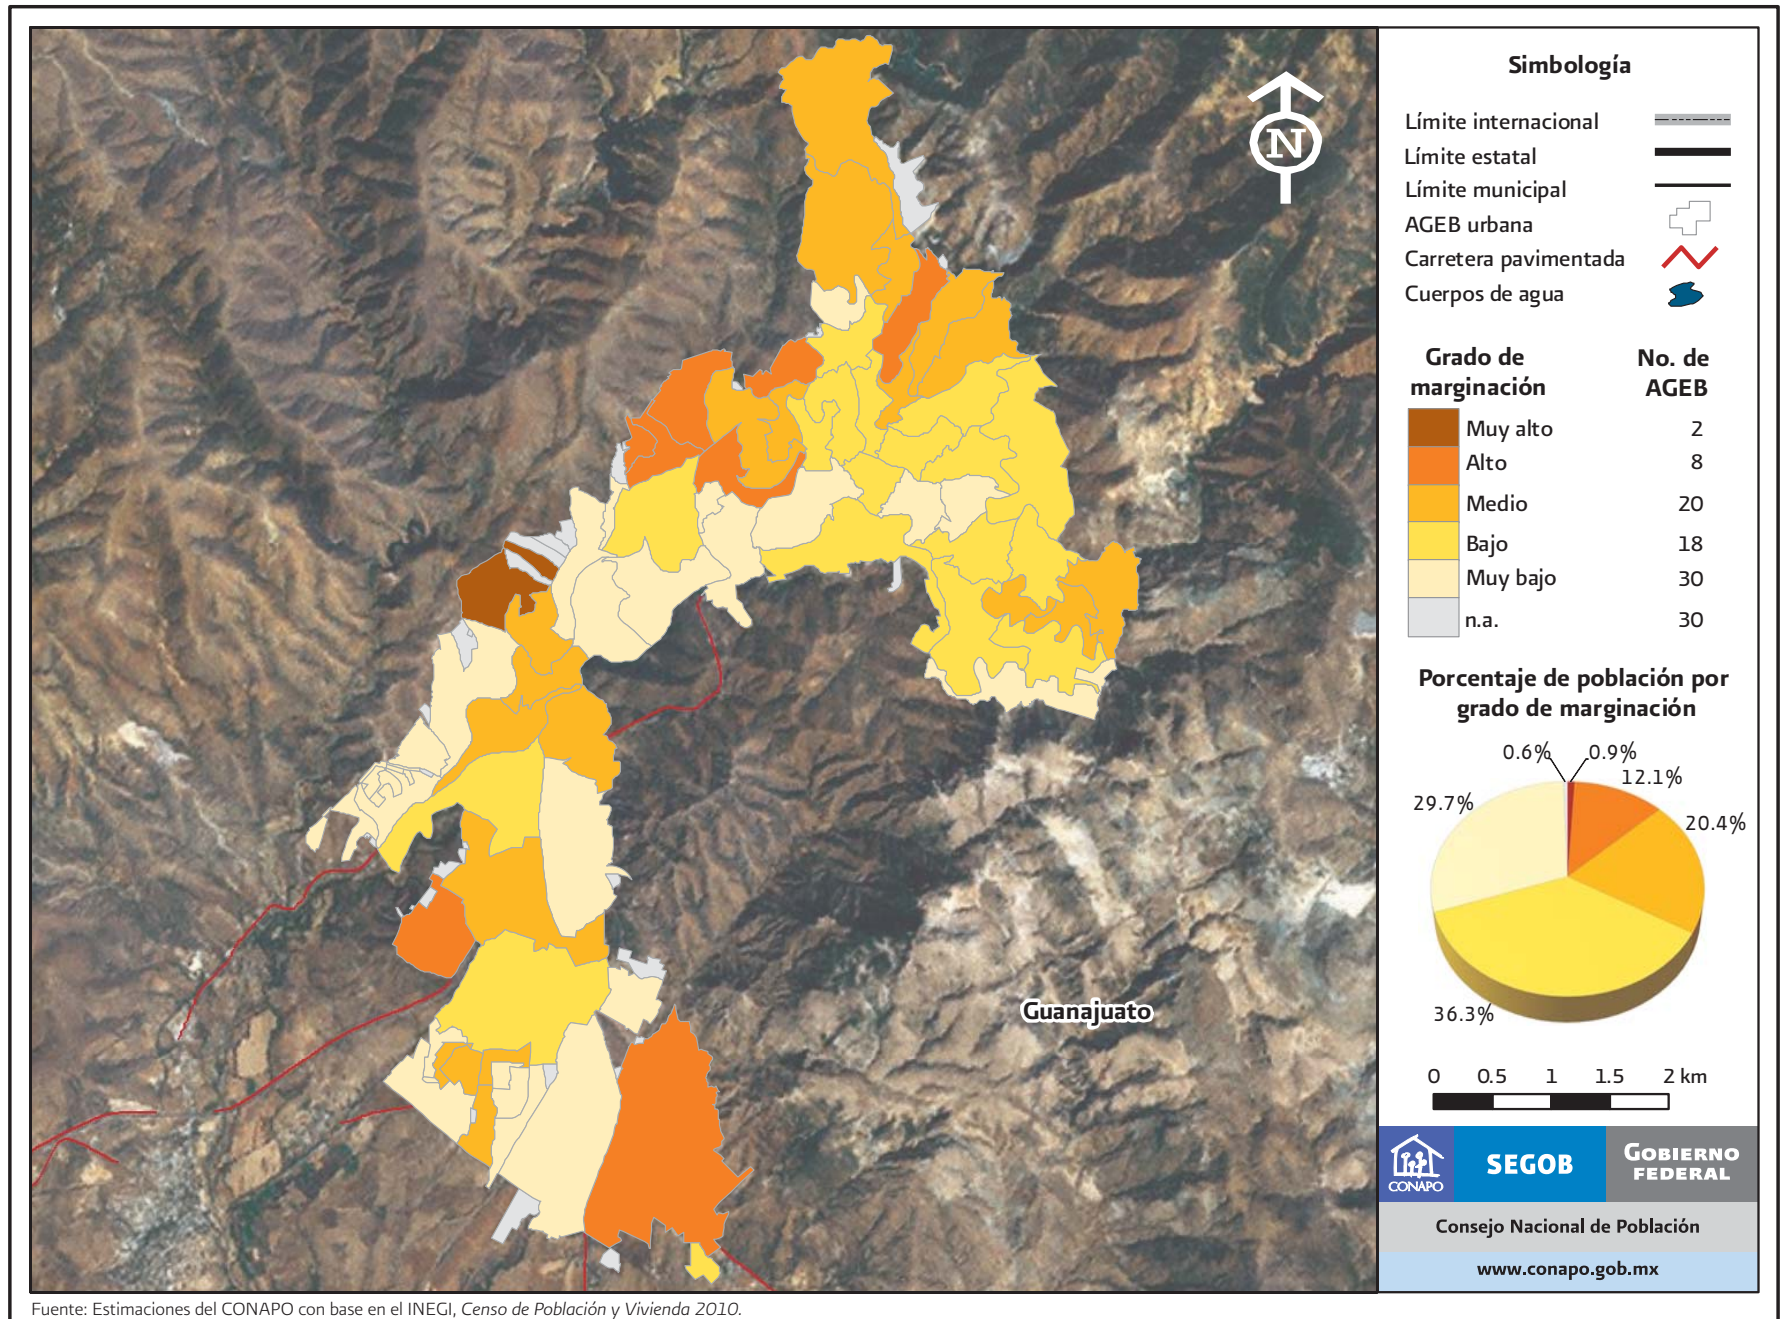 N
Guanajuato
Simbología
Límite internacional
Límite estatal
Límite municipal
AGEB urbana
Carretera pavimentada
Cuerpos de agua
Grado de marginación No. de AGEB
Muy alto 2
Alto 8
Medio 20
Bajo 18
Muy bajo 30
n.a. 30
Porcentaje de población por
grado de marginación
0.6% 0.9%
12.1%
29.7%
20.4%
36.3%
0 0.5 1 1.5 2 km
CONAPO
SEGOB
GOBIERNO
FEDERAL
Consejo Nacional de Población
www.conapo.gob.mx
Fuente: Estimaciones del CONAPO con base en el INEGI, Censo de Población y Vivienda 2010.